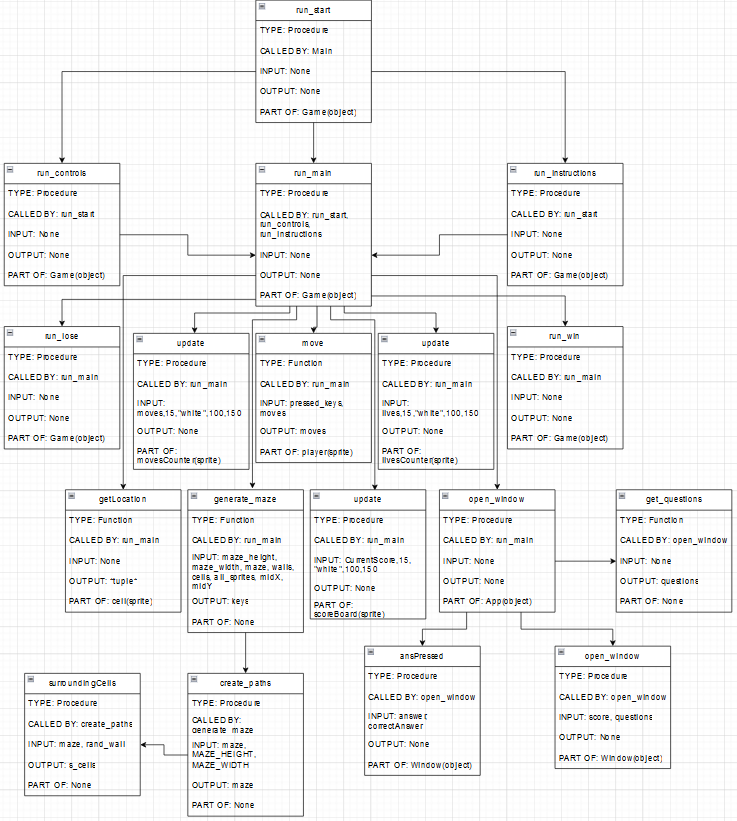 run_start
TYPE: Procedure
CALLED BY: Main
INPUT: None
OUTPUT: None
PART OF: Game(object)
run_controls
TYPE: Procedure
CALLED BY: run_start
INPUT: None
OUTPUT: None
PART OF: Game(object)
run_main
TYPE: Procedure
CALLED BY: run_start,
run_controls,
run_instructions
INPUT: None
OUTPUT: None
PART OF: Game(object)
run_instructions
TYPE: Procedure
CALLED BY: run_start
INPUT: None
OUTPUT: None
PART OF: Game(object)
run_lose
TYPE: Procedure
CALLED BY: run_main
INPUT: None
OUTPUT: None
PART OF: Game(object)
update
TYPE: Procedure
CALLED BY: run_main
INPUT:
moves,15,"white",100,150
OUTPUT: None
PART OF:
movesCounter(sprite)
move
TYPE: Function
CALLED BY: run_main
INPUT: pressed_keys,
moves
OUTPUT: moves
PART OF: player(sprite)
update
TYPE: Procedure
CALLED BY: run_main
INPUT:
lives,15,"white",100,150
OUTPUT: None
PART OF:
livesCounter(sprite)
run_win
TYPE: Procedure
CALLED BY: run_main
INPUT: None
OUTPUT: None
PART OF: Game(object)
getLocation
TYPE: Function
CALLED BY: run_main
INPUT: None
OUTPUT: *tuple*
PART OF: cell(sprite)
generate_maze
TYPE: Function
CALLED BY: run_main
INPUT: maze_height,
maze_width, maze, walls,
cells, all_sprites, midX,
midY
OUTPUT: keys
PART OF: None
update
TYPE: Procedure
CALLED BY: run_main
INPUT: CurrentScore,15,
"white",100,150
OUTPUT: None
PART OF:
scoreBoard(sprite)
open_window
TYPE: Procedure
CALLED BY: run_main
INPUT: None
OUTPUT: None
PART OF: App(object)
get_questions
TYPE: Function
CALLED BY: open_window
INPUT: None
OUTPUT: questions
PART OF: None
surroundingCells
TYPE: Procedure
CALLED BY: create_paths
INPUT: maze, rand_wall
OUTPUT: s_cells
PART OF: None
create_paths
TYPE: Procedure
CALLED BY:
generate_maze
INPUT: maze,
MAZE_HEIGHT,
MAZE_WIDTH
OUTPUT: maze
PART OF: None
ansPressed
TYPE: Procedure
CALLED BY: open_window
INPUT: answer,
correctAnswer
OUTPUT: None
PART OF: Window(object)
open_window
TYPE: Procedure
CALLED BY: open_window
INPUT: score, questions
OUTPUT: None
PART OF: Window(object)